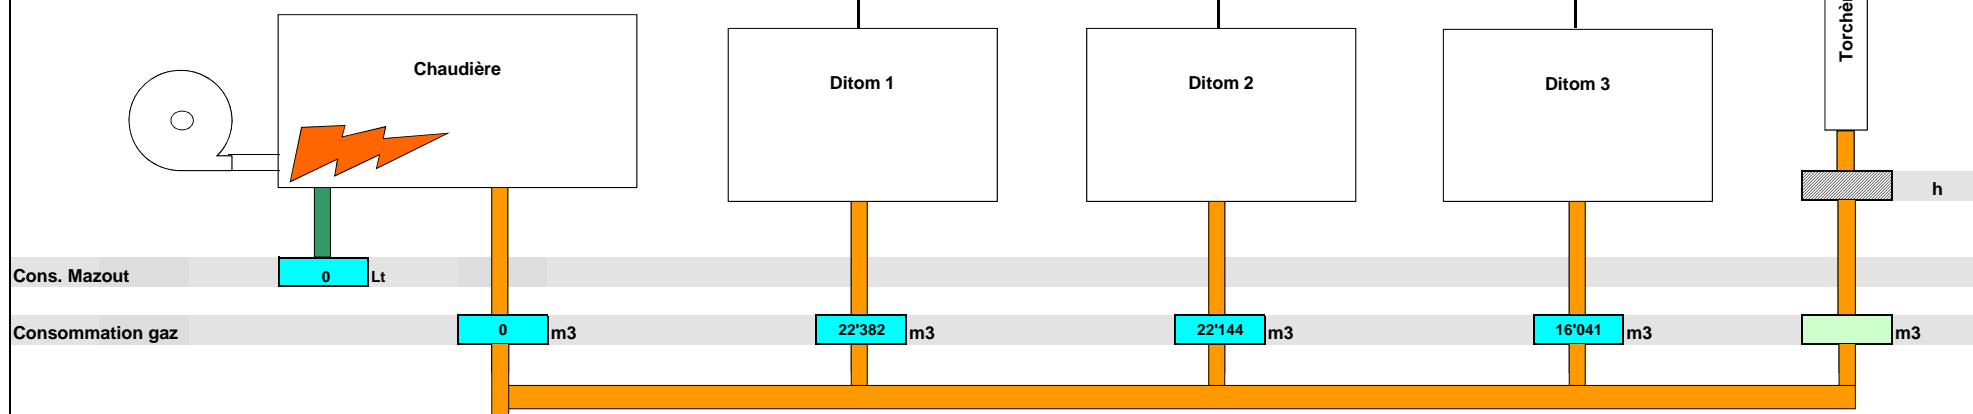 Torchèr
Chaudière
Ditom 1
Ditom 2
Ditom 3
h
Cons. Mazout 0 Lt
Consommation gaz 0 m3 22'382 m3 22'144 m3 16'041 m3 m3